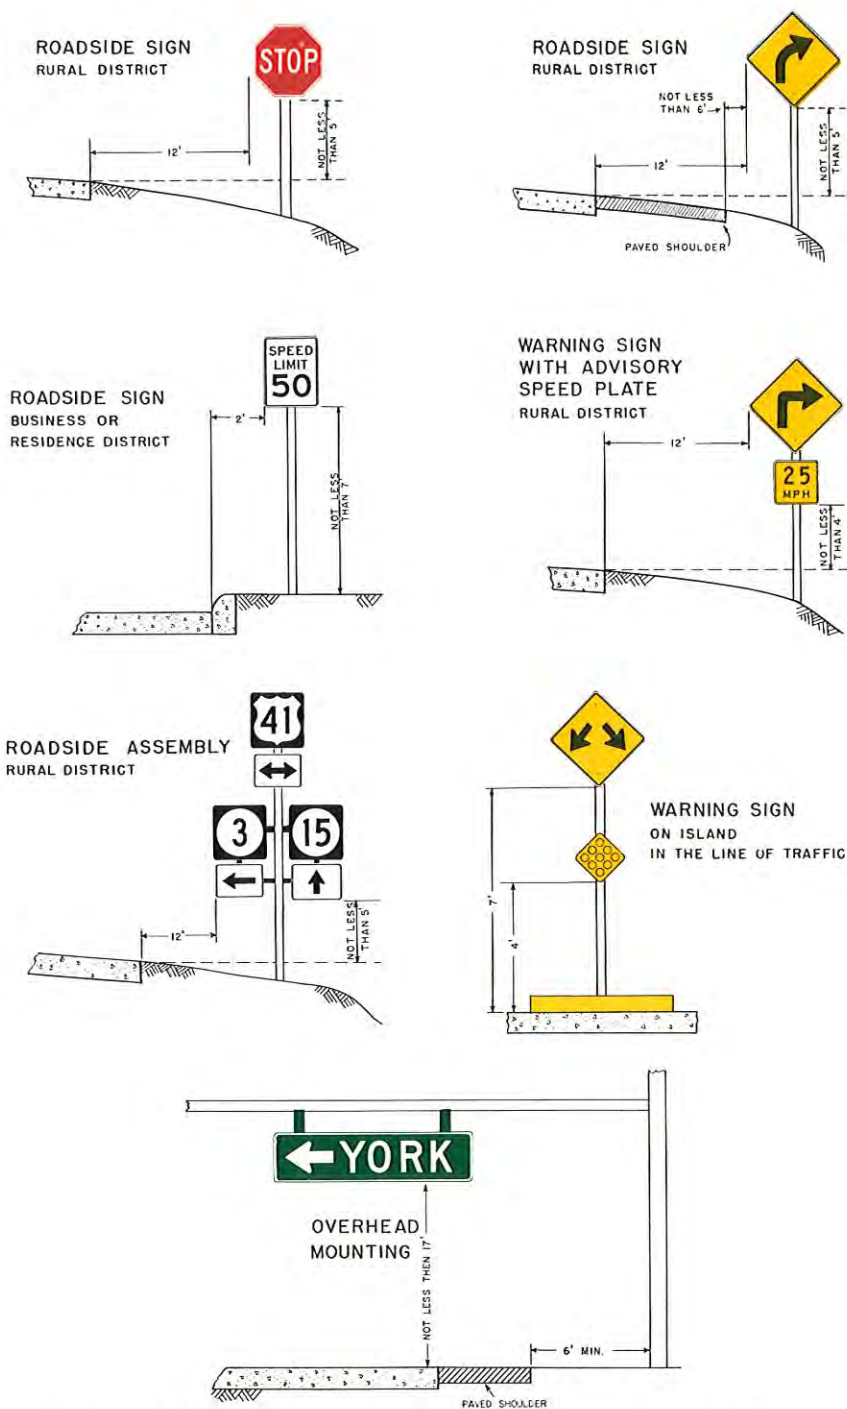 ROADSIDE SIGN
RURAL DISTRICT
STOP
12'
NOT LESS
THAN 5'
ROADSIDE SIGN
RURAL DISTRICT
NOT LESS
THAN 6'
12'
NOT LESS
THAN 5'
PAVED SHOULDER
ROADSIDE SIGN
BUSINESS OR
RESIDENCE DISTRICT
SPEED
LIMIT
50
2'
NOT LESS
THAN 7'
WARNING SIGN
WITH ADVISORY
SPEED PLATE
RURAL DISTRICT
12'
25
MPH
NOT LESS
THAN 4'
ROADSIDE ASSEMBLY
RURAL DISTRICT
41
3
15
12'
NOT LESS
THAN 5'
WARNING SIGN
ON ISLAND
IN THE LINE OF TRAFFIC
7'
4'
YORK
OVERHEAD
MOUNTING
NOT LESS THEN 17'
6' MIN.
PAVED SHOULDER